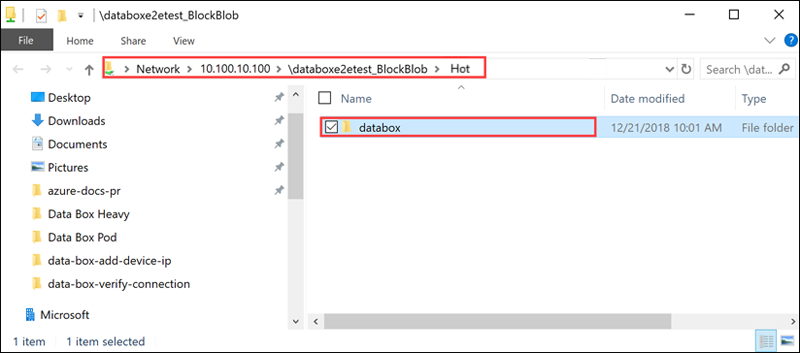 \databoxe2etest_BlockBlob
File Home Share View
Network 10.100.10.100 \databoxe2etest_BlockBlob Hot Search \dat...
Desktop
Downloads
Documents
Pictures
azure-docs-pr
Data Box Heavy
Data Box Pod
data-box-add-device-ip
data-box-verify-connection
Microsoft
Name Date modified Type
databox 12/21/2018 10:01 AM File folder
1 item 1 item selected